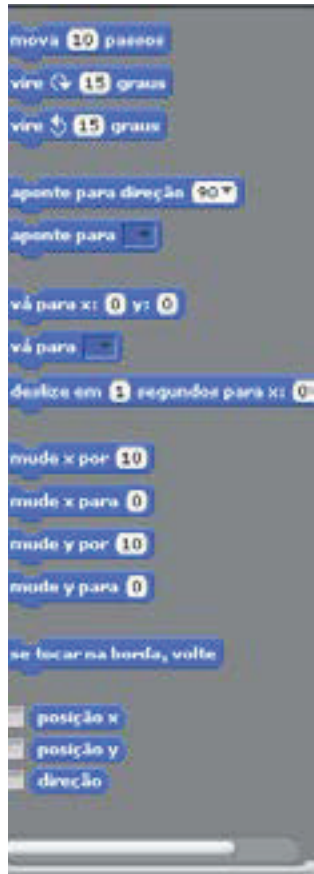 mova 10 passos
vire 15 graus
vire 15 graus
aponte para direção 90
aponte para
vá para x: 0 y: 0
vá para
deslize em 1 segundos para x: 0
mude x por 10
mude x para 0
mude y por 10
mude y para 0
se tocar na borda, volte
posição x
posição y
direção